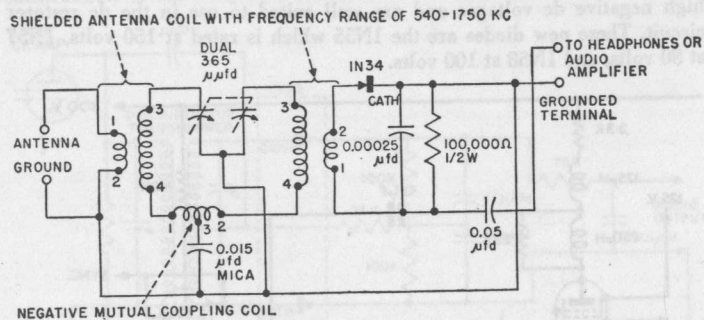 SHIELDED ANTENNA COIL WITH FREQUENCY RANGE OF 540-1750 KC
DUAL
365
µµfd
IN34
CATH
TO HEADPHONES OR
AUDIO
AMPLIFIER
GROUNDED
TERMINAL
ANTENNA
GROUND
1
2
3
4
3
4
2
1
0.00025
µfd
100,000Ω
1/2 W
1
3
2
0.015
µfd
MICA
0.05
µfd
NEGATIVE MUTUAL COUPLING COIL